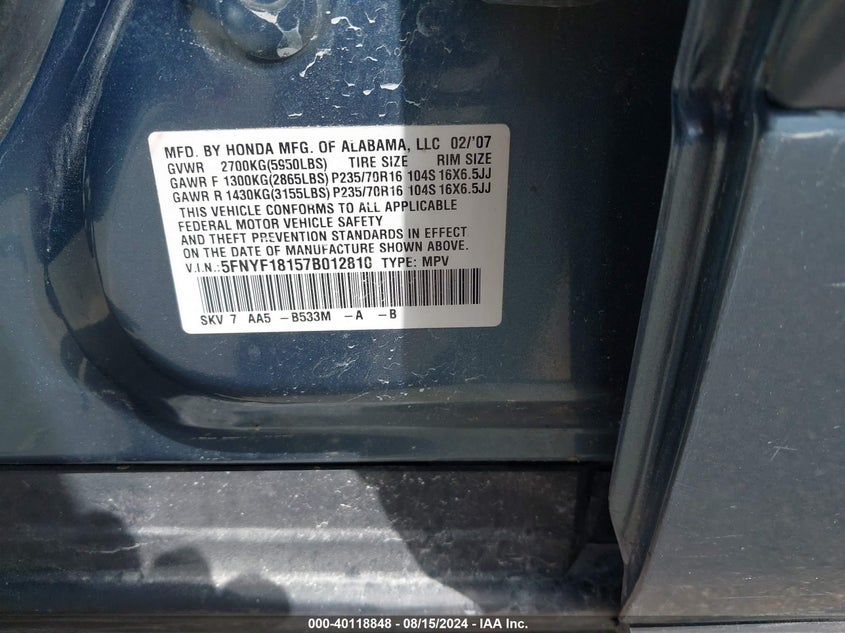 MFD. BY HONDA MFG. OF ALABAMA, LLC 02/'07
GVWR 2700KG(5950LBS) TIRE SIZE RIM SIZE
GAWR F 1300KG(2865LBS) P235/70R16 104S 16X6.5JJ
GAWR R 1430KG(3155LBS) P235/70R16 104S 16X6.5JJ
THIS VEHICLE CONFORMS TO ALL APPLICABLE
FEDERAL MOTOR VEHICLE SAFETY
AND THEFT PREVENTION STANDARDS IN EFFECT
ON THE DATE OF MANUFACTURE SHOWN ABOVE.
V.I.N.:5FNYF18157B012810 TYPE: MPV
SKV 7 AA5 -B533M -A -B
000-40118848 - 08/15/2024 - IAA Inc.